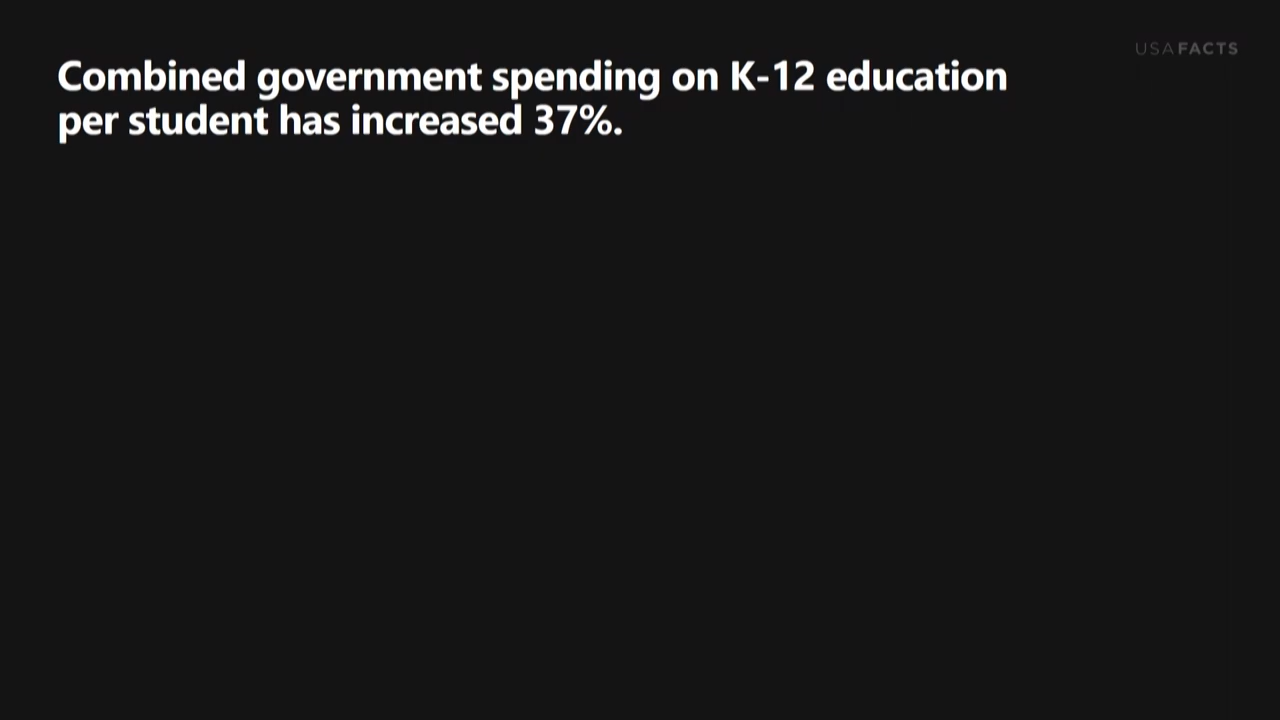 USAFACTS
Combined government spending on K-12 education
per student has increased 37%.